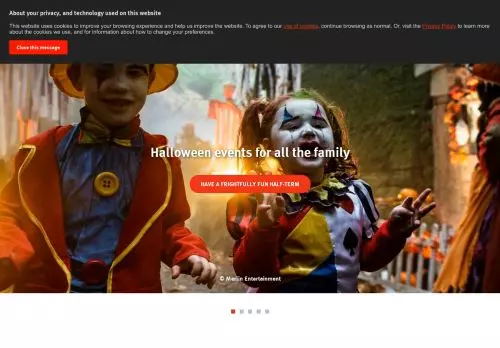 About your privacy, and technology used on this website
This website uses cookies to improve your browsing experience and help us improve the website. To agree to our use of cookies, continue browsing as normal. Or, visit the Privacy Policy to learn more
about the cookies we use, and for information about how to change your preferences.
Close this message
Halloween events for all the family
HAVE A FRIGHTFULLY FUN HALF-TERM
© Merlin Entertainment